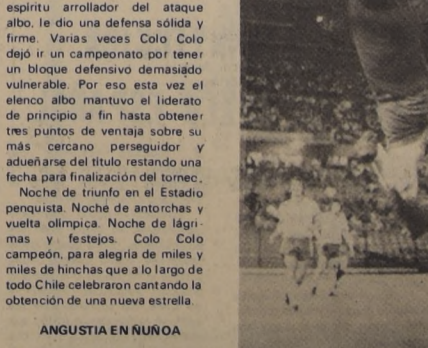 espiritu arrollador del ataque
albo, le dio una defensa sólida y
firme. Varias veces Colo Colo
dejó ir un campeonato por tener
un bloque defensivo demasiado
vulnerable. Por eso esta vez el
elenco albo mantuvo el liderato
de principio a fin hasta obtener
tres puntos de ventaja sobre su
más cercano perseguidor y
adueñarse del título restando una
fecha para finalización del torneo.
Noche de triunfo en el Estadio
penquista. Noche de antorchas y
vuelta olímpica. Noche de lágri-
mas y festejos. Colo Colo
campeón, para alegría de miles y
miles de hinchas que a lo largo de
todo Chile celebraron cantando la
obtención de una nueva estrella.
ANGUSTIA EN ÑUÑOA